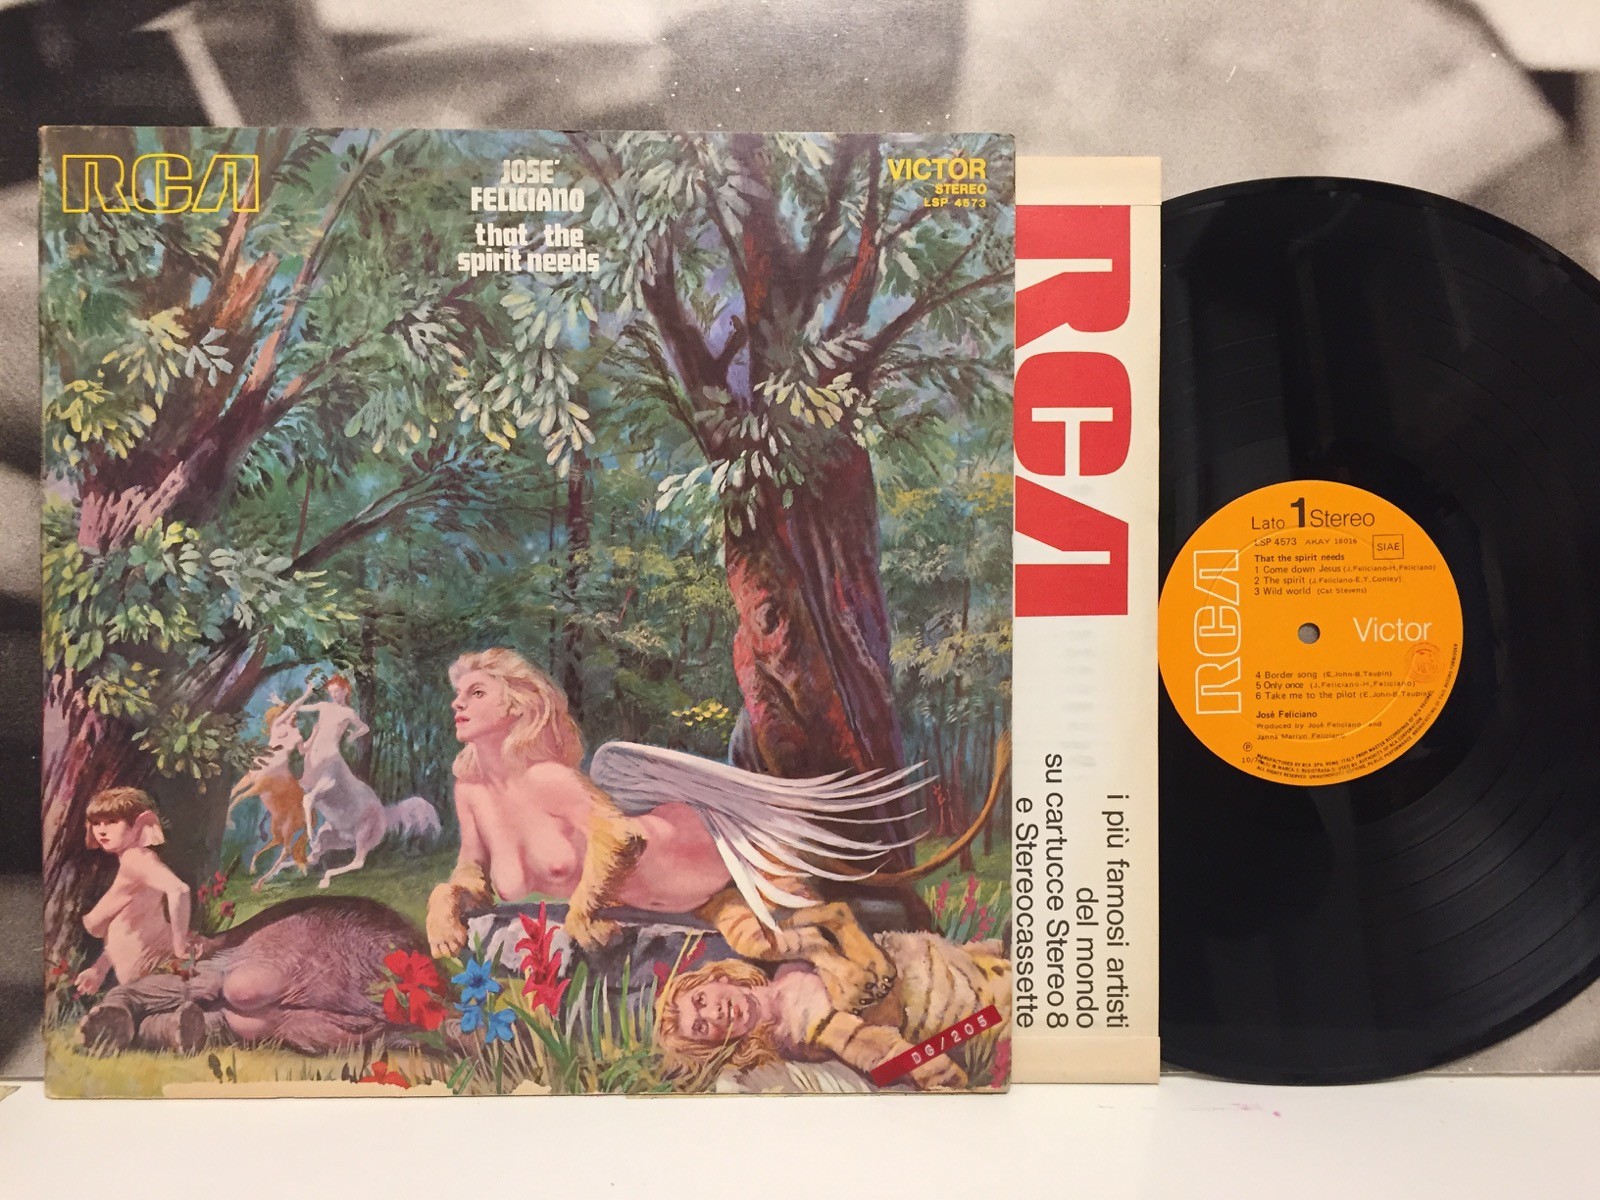 RCA
JOSE'
FELICIANO
that the
spirit needs
VICTOR
STEREO
LSP 4573
DG/205
RCA
i più famosi artisti
del mondo
su cartucce Stereo 8
e Stereocassette
Lato 1 Stereo
LSP 4573 AKAY 18016
SIAE
That the spirit needs
1 Come down Jesus (J.Feliciano-H.Feliciano)
2 The spirit (J.Feliciano-E.T.Conley)
3 Wild world (Cat Stevens)
RCA
Victor
4 Border song (E.John-B.Taupin)
5 Only once (J.Feliciano-H.Feliciano)
6 Take me to the pilot (E.John-B.Taupin)
José Feliciano
Produced by José Feliciano and
Janna Merlyn Feliciano